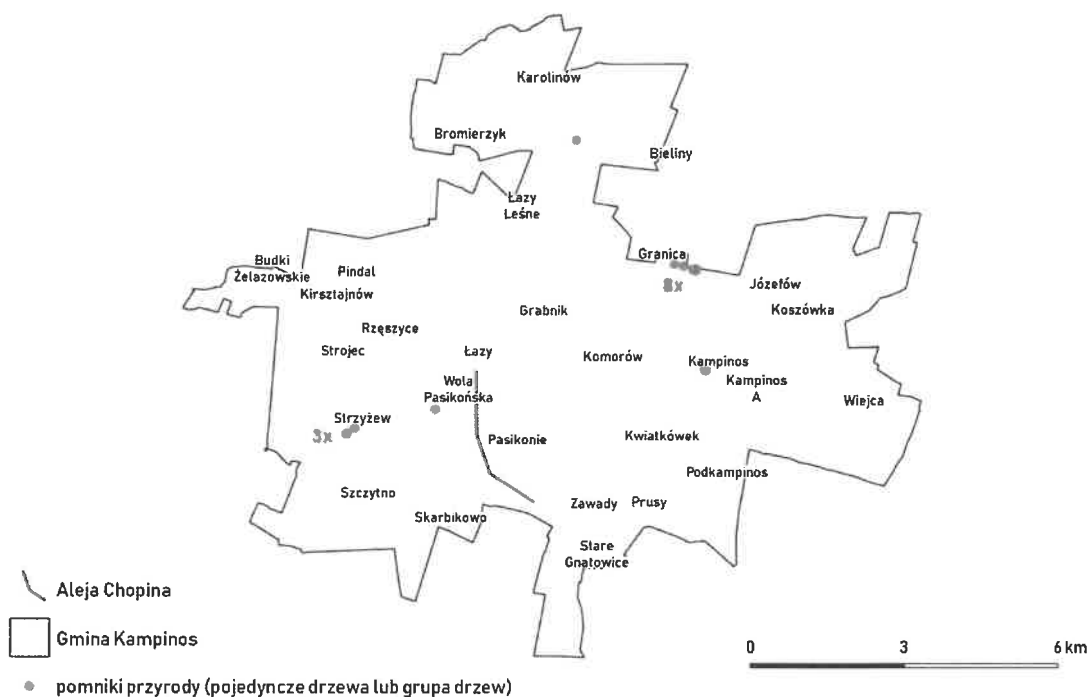 Karolinów
Bromierzyk
Bieliny
Łazy
Leśne
Granica
Budki
Żelazowskie
Pindal
Kirsztajnów
Józefów
8x
Koszówka
Grabnik
Rzęszyce
Strojec
Łazy
Komorów
Kampinos
Wola
Pasikońska
Kampinos
A
Wiejca
Strzyżew
3x
Pasikonie
Kwiatkówek
Podkampinos
Szczytno
Zawady
Prusy
Skarbikowo
Stare
Gnatowice
Aleja Chopina
Gmina Kampinos
pomniki przyrody (pojedyncze drzewa lub grupa drzew)
0 3 6 km